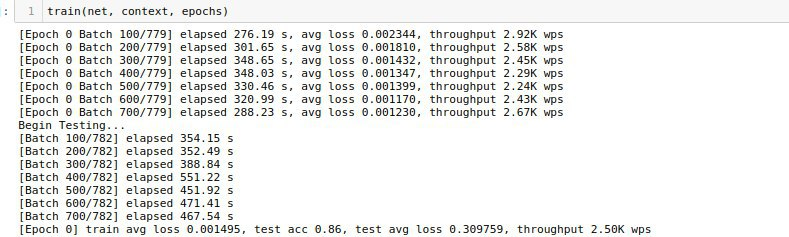 1 train(net, context, epochs)
[Epoch 0 Batch 100/779] elapsed 276.19 s, avg loss 0.002344, throughput 2.92K wps
[Epoch 0 Batch 200/779] elapsed 301.65 s, avg loss 0.001810, throughput 2.58K wps
[Epoch 0 Batch 300/779] elapsed 348.65 s, avg loss 0.001432, throughput 2.45K wps
[Epoch 0 Batch 400/779] elapsed 348.03 s, avg loss 0.001347, throughput 2.29K wps
[Epoch 0 Batch 500/779] elapsed 330.46 s, avg loss 0.001399, throughput 2.24K wps
[Epoch 0 Batch 600/779] elapsed 320.99 s, avg loss 0.001170, throughput 2.43K wps
[Epoch 0 Batch 700/779] elapsed 288.23 s, avg loss 0.001230, throughput 2.67K wps
Begin Testing...
[Batch 100/782] elapsed 354.15 s
[Batch 200/782] elapsed 352.49 s
[Batch 300/782] elapsed 388.84 s
[Batch 400/782] elapsed 551.22 s
[Batch 500/782] elapsed 451.92 s
[Batch 600/782] elapsed 471.41 s
[Batch 700/782] elapsed 467.54 s
[Epoch 0] train avg loss 0.001495, test acc 0.86, test avg loss 0.309759, throughput 2.50K wps